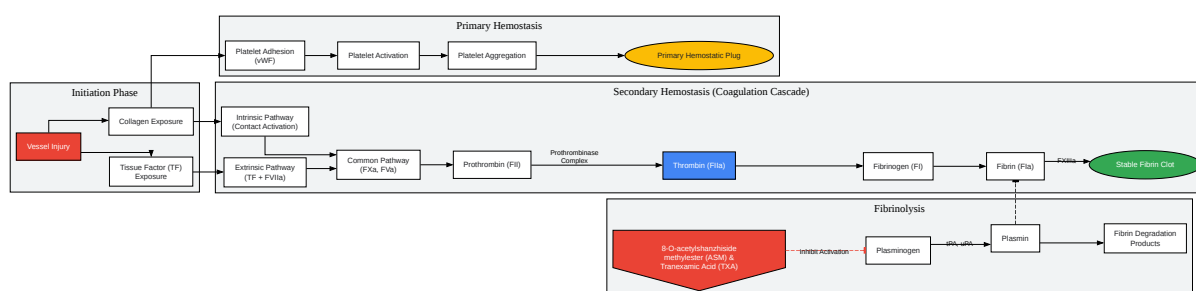 Primary Hemostasis
Platelet Adhesion
(vWF)
Platelet Activation
Platelet Aggregation
Primary Hemostatic Plug
Initiation Phase
Vessel Injury
Collagen Exposure
Tissue Factor (TF)
Exposure
Secondary Hemostasis (Coagulation Cascade)
Intrinsic Pathway
(Contact Activation)
Extrinsic Pathway
(TF + FVIIa)
Common Pathway
(FXa, FVa)
Prothrombin (FII)
Prothrombinase
Complex
Thrombin (FIIa)
Fibrinogen (FI)
Fibrin (FIa)
FXIIIa
Stable Fibrin Clot
Fibrinolysis
8-O-acetylshanzhiside
methylester (ASM) &
Tranexamic Acid (TXA)
Inhibit Activation
Plasminogen
tPA, uPA
Plasmin
Fibrin Degradation
Products